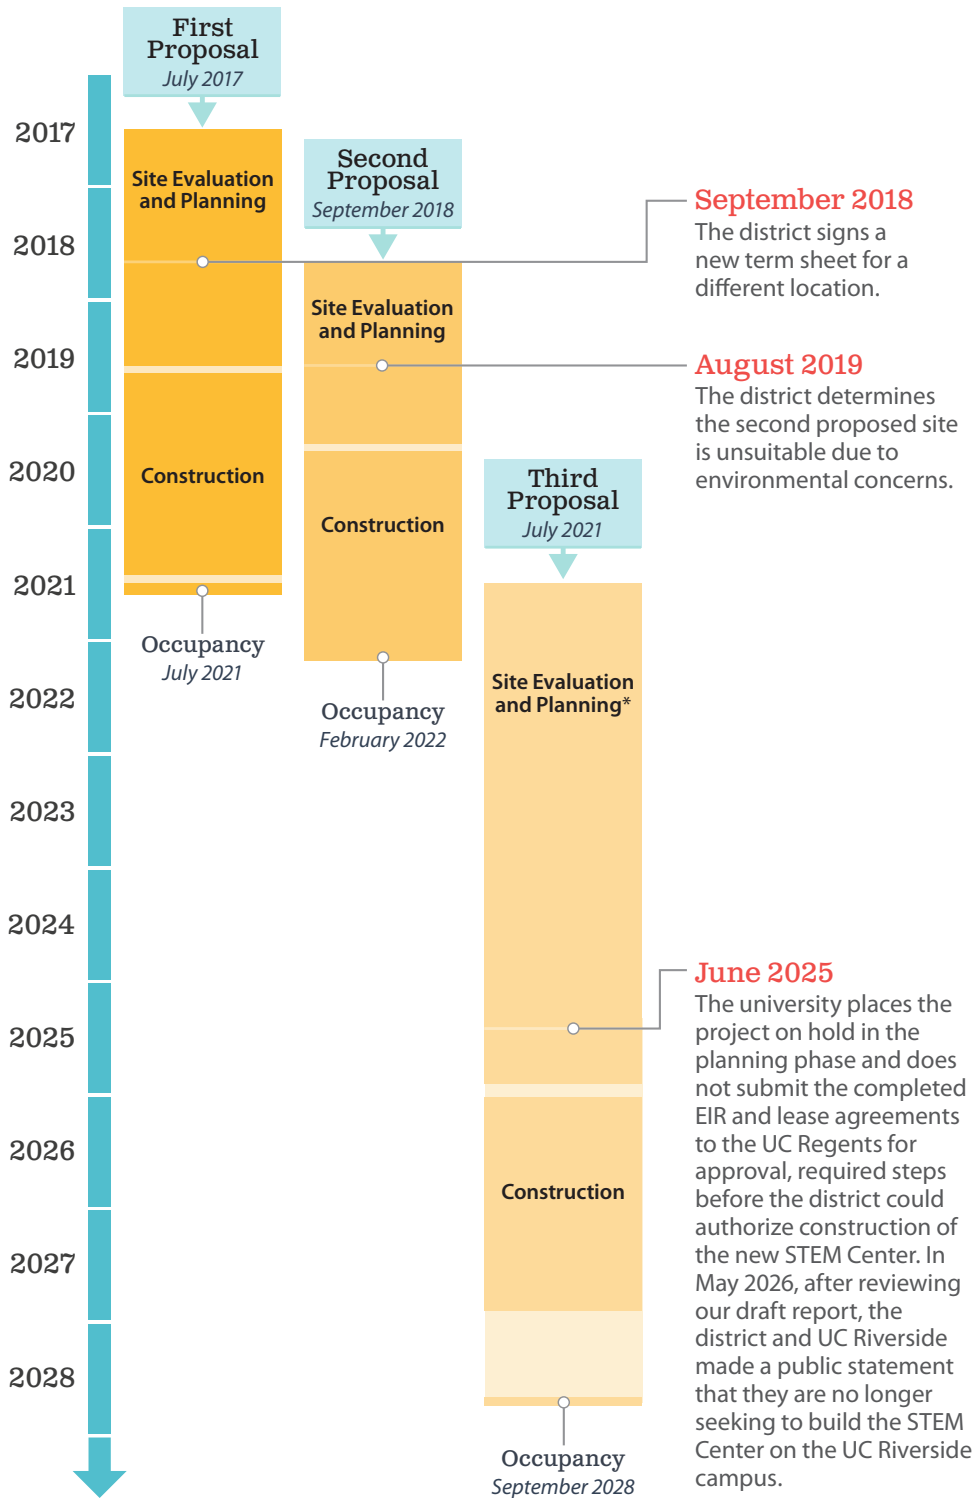 First
Proposal
July 2017
2017
2018
2019
2020
2021
2022
2023
2024
2025
2026
2027
2028
Site Evaluation
and Planning
Construction
Occupancy
July 2021
Second
Proposal
September 2018
Site Evaluation
and Planning
Construction
Occupancy
February 2022
Third
Proposal
July 2021
Site Evaluation
and Planning*
Construction
Occupancy
September 2028
September 2018
The district signs a
new term sheet for a
different location.
August 2019
The district determines
the second proposed site
is unsuitable due to
environmental concerns.
June 2025
The university places the
project on hold in the
planning phase and does
not submit the completed
EIR and lease agreements
to the UC Regents for
approval, required steps
before the district could
authorize construction of
the new STEM Center. In
May 2026, after reviewing
our draft report, the
district and UC Riverside
made a public statement
that they are no longer
seeking to build the STEM
Center on the UC Riverside
campus.